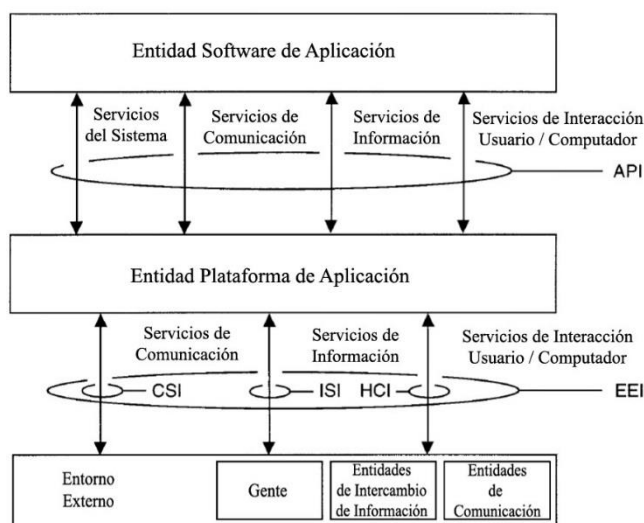 Entidad Software de Aplicación
Servicios
del Sistema
Servicios de
Comunicación
Servicios de
Información
Servicios de Interacción
Usuario / Computador
API
Entidad Plataforma de Aplicación
Servicios de
Comunicación
Servicios de
Información
Servicios de Interacción
Usuario / Computador
CSI
ISI
HCI
EEI
Entorno
Externo
Gente
Entidades
de Intercambio
de Información
Entidades
de
Comunicación